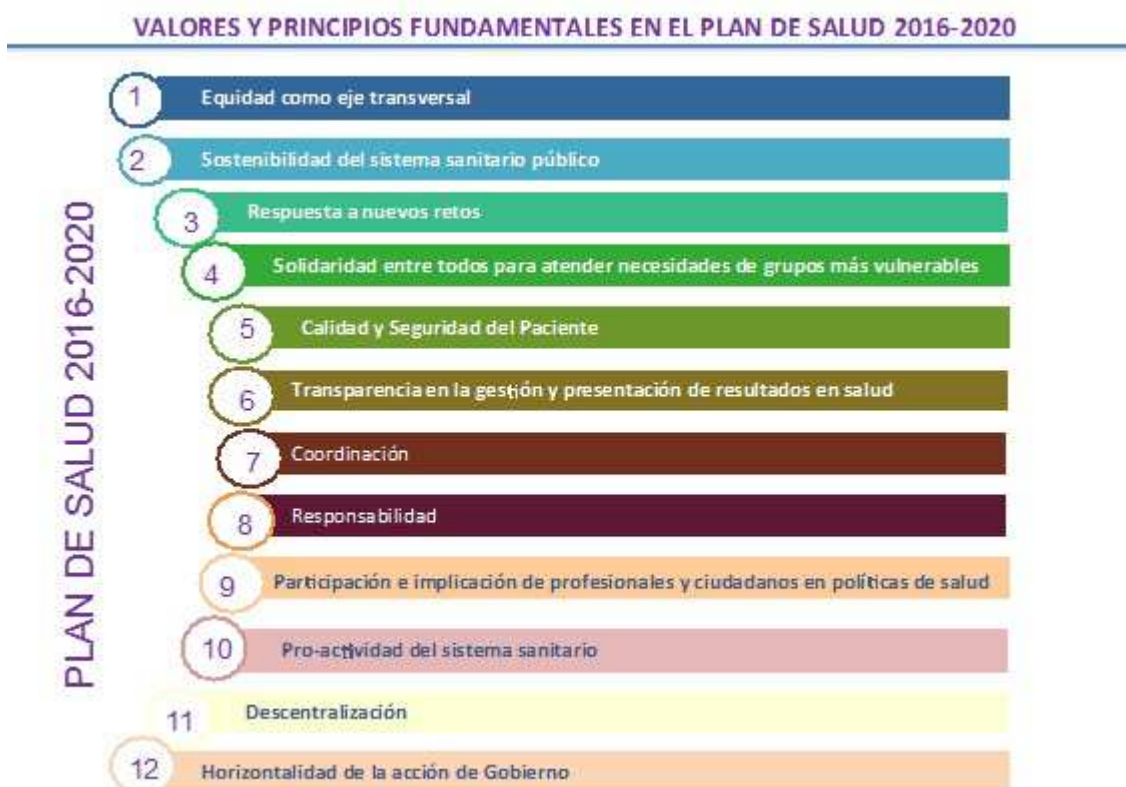 VALORES Y PRINCIPIOS FUNDAMENTALES EN EL PLAN DE SALUD 2016-2020
PLAN DE SALUD 2016-2020
1 Equidad como eje transversal
2 Sostenibilidad del sistema sanitario público
3 Respuesta a nuevos retos
4 Solidaridad entre todos para atender necesidades de grupos más vulnerables
5 Calidad y Seguridad del Paciente
6 Transparencia en la gestión y presentación de resultados en salud
7 Coordinación
8 Responsabilidad
9 Participación e implicación de profesionales y ciudadanos en políticas de salud
10 Pro-actividad del sistema sanitario
11 Descentralización
12 Horizontalidad de la acción de Gobierno